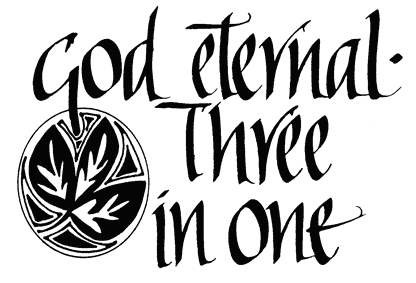 God eternal·
Three
in one